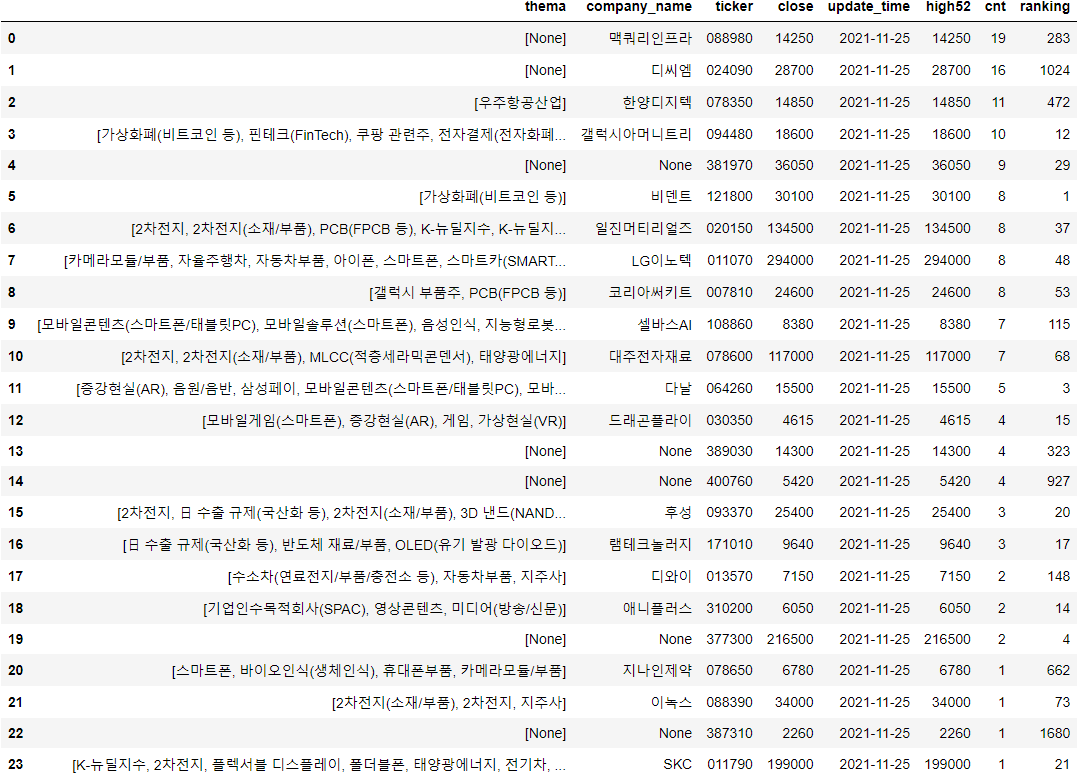 thema company_name ticker close update_time high52 cnt ranking
0 [None] 맥쿼리인프라 088980 14250 2021-11-25 14250 19 283
1 [None] 디씨엠 024090 28700 2021-11-25 28700 16 1024
2 [우주항공산업] 한양디지텍 078350 14850 2021-11-25 14850 11 472
3 [가상화폐(비트코인 등), 핀테크(FinTech), 쿠팡 관련주, 전자결제(전자화폐... 갤럭시아머니트리 094480 18600 2021-11-25 18600 10 12
4 [None] None 381970 36050 2021-11-25 36050 9 29
5 [가상화폐(비트코인 등)] 비덴트 121800 30100 2021-11-25 30100 8 1
6 [2차전지, 2차전지(소재/부품), PCB(FPCB 등), K-뉴딜지수, K-뉴딜지... 일진머티리얼즈 020150 134500 2021-11-25 134500 8 37
7 [카메라모듈/부품, 자율주행차, 자동차부품, 아이폰, 스마트폰, 스마트카(SMART... LG이노텍 011070 294000 2021-11-25 294000 8 48
8 [갤럭시 부품주, PCB(FPCB 등)] 코리아써키트 007810 24600 2021-11-25 24600 8 53
9 [모바일콘텐츠(스마트폰/태블릿PC), 모바일솔루션(스마트폰), 음성인식, 지능형로봇... 셀바스AI 108860 8380 2021-11-25 8380 7 115
10 [2차전지, 2차전지(소재/부품), MLCC(적층세라믹콘덴서), 태양광에너지] 대주전자재료 078600 117000 2021-11-25 117000 7 68
11 [증강현실(AR), 음원/음반, 삼성페이, 모바일콘텐츠(스마트폰/태블릿PC), 모바... 다날 064260 15500 2021-11-25 15500 5 3
12 [모바일게임(스마트폰), 증강현실(AR), 게임, 가상현실(VR)] 드래곤플라이 030350 4615 2021-11-25 4615 4 15
13 [None] None 389030 14300 2021-11-25 14300 4 323
14 [None] None 400760 5420 2021-11-25 5420 4 927
15 [2차전지, 日 수출 규제(국산화 등), 2차전지(소재/부품), 3D 낸드(NAND... 후성 093370 25400 2021-11-25 25400 3 20
16 [日 수출 규제(국산화 등), 반도체 재료/부품, OLED(유기 발광 다이오드)] 램테크놀러지 171010 9640 2021-11-25 9640 3 17
17 [수소차(연료전지/부품/충전소 등), 자동차부품, 지주사] 디와이 013570 7150 2021-11-25 7150 2 148
18 [기업인수목적회사(SPAC), 영상콘텐츠, 미디어(방송/신문)] 애니플러스 310200 6050 2021-11-25 6050 2 14
19 [None] None 377300 216500 2021-11-25 216500 2 4
20 [스마트폰, 바이오인식(생체인식), 휴대폰부품, 카메라모듈/부품] 지나인제약 078650 6780 2021-11-25 6780 1 662
21 [2차전지(소재/부품), 2차전지, 지주사] 이녹스 088390 34000 2021-11-25 34000 1 73
22 [None] None 387310 2260 2021-11-25 2260 1 1680
23 [K-뉴딜지수, 2차전지, 플렉서블 디스플레이, 폴더블폰, 태양광에너지, 전기차, ... SKC 011790 199000 2021-11-25 199000 1 21